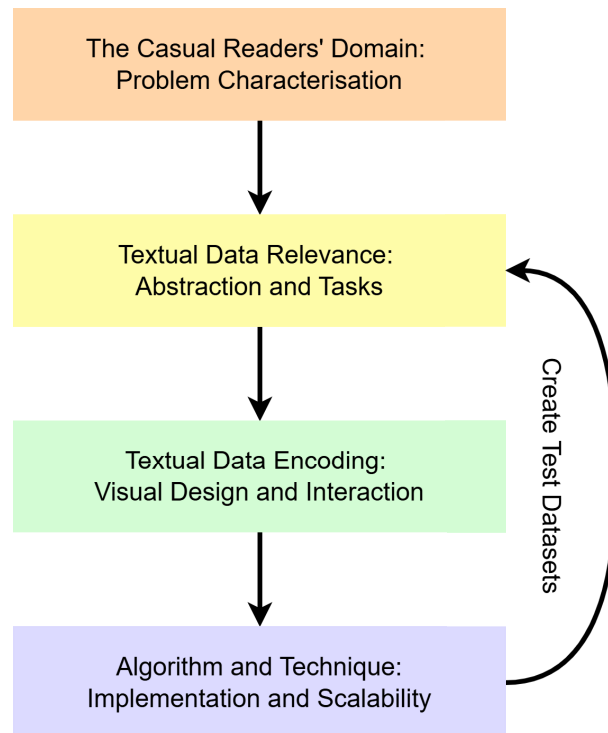 The Casual Readers' Domain:
Problem Characterisation
Textual Data Relevance:
Abstraction and Tasks
Textual Data Encoding:
Visual Design and Interaction
Create Test Datasets
Algorithm and Technique:
Implementation and Scalability